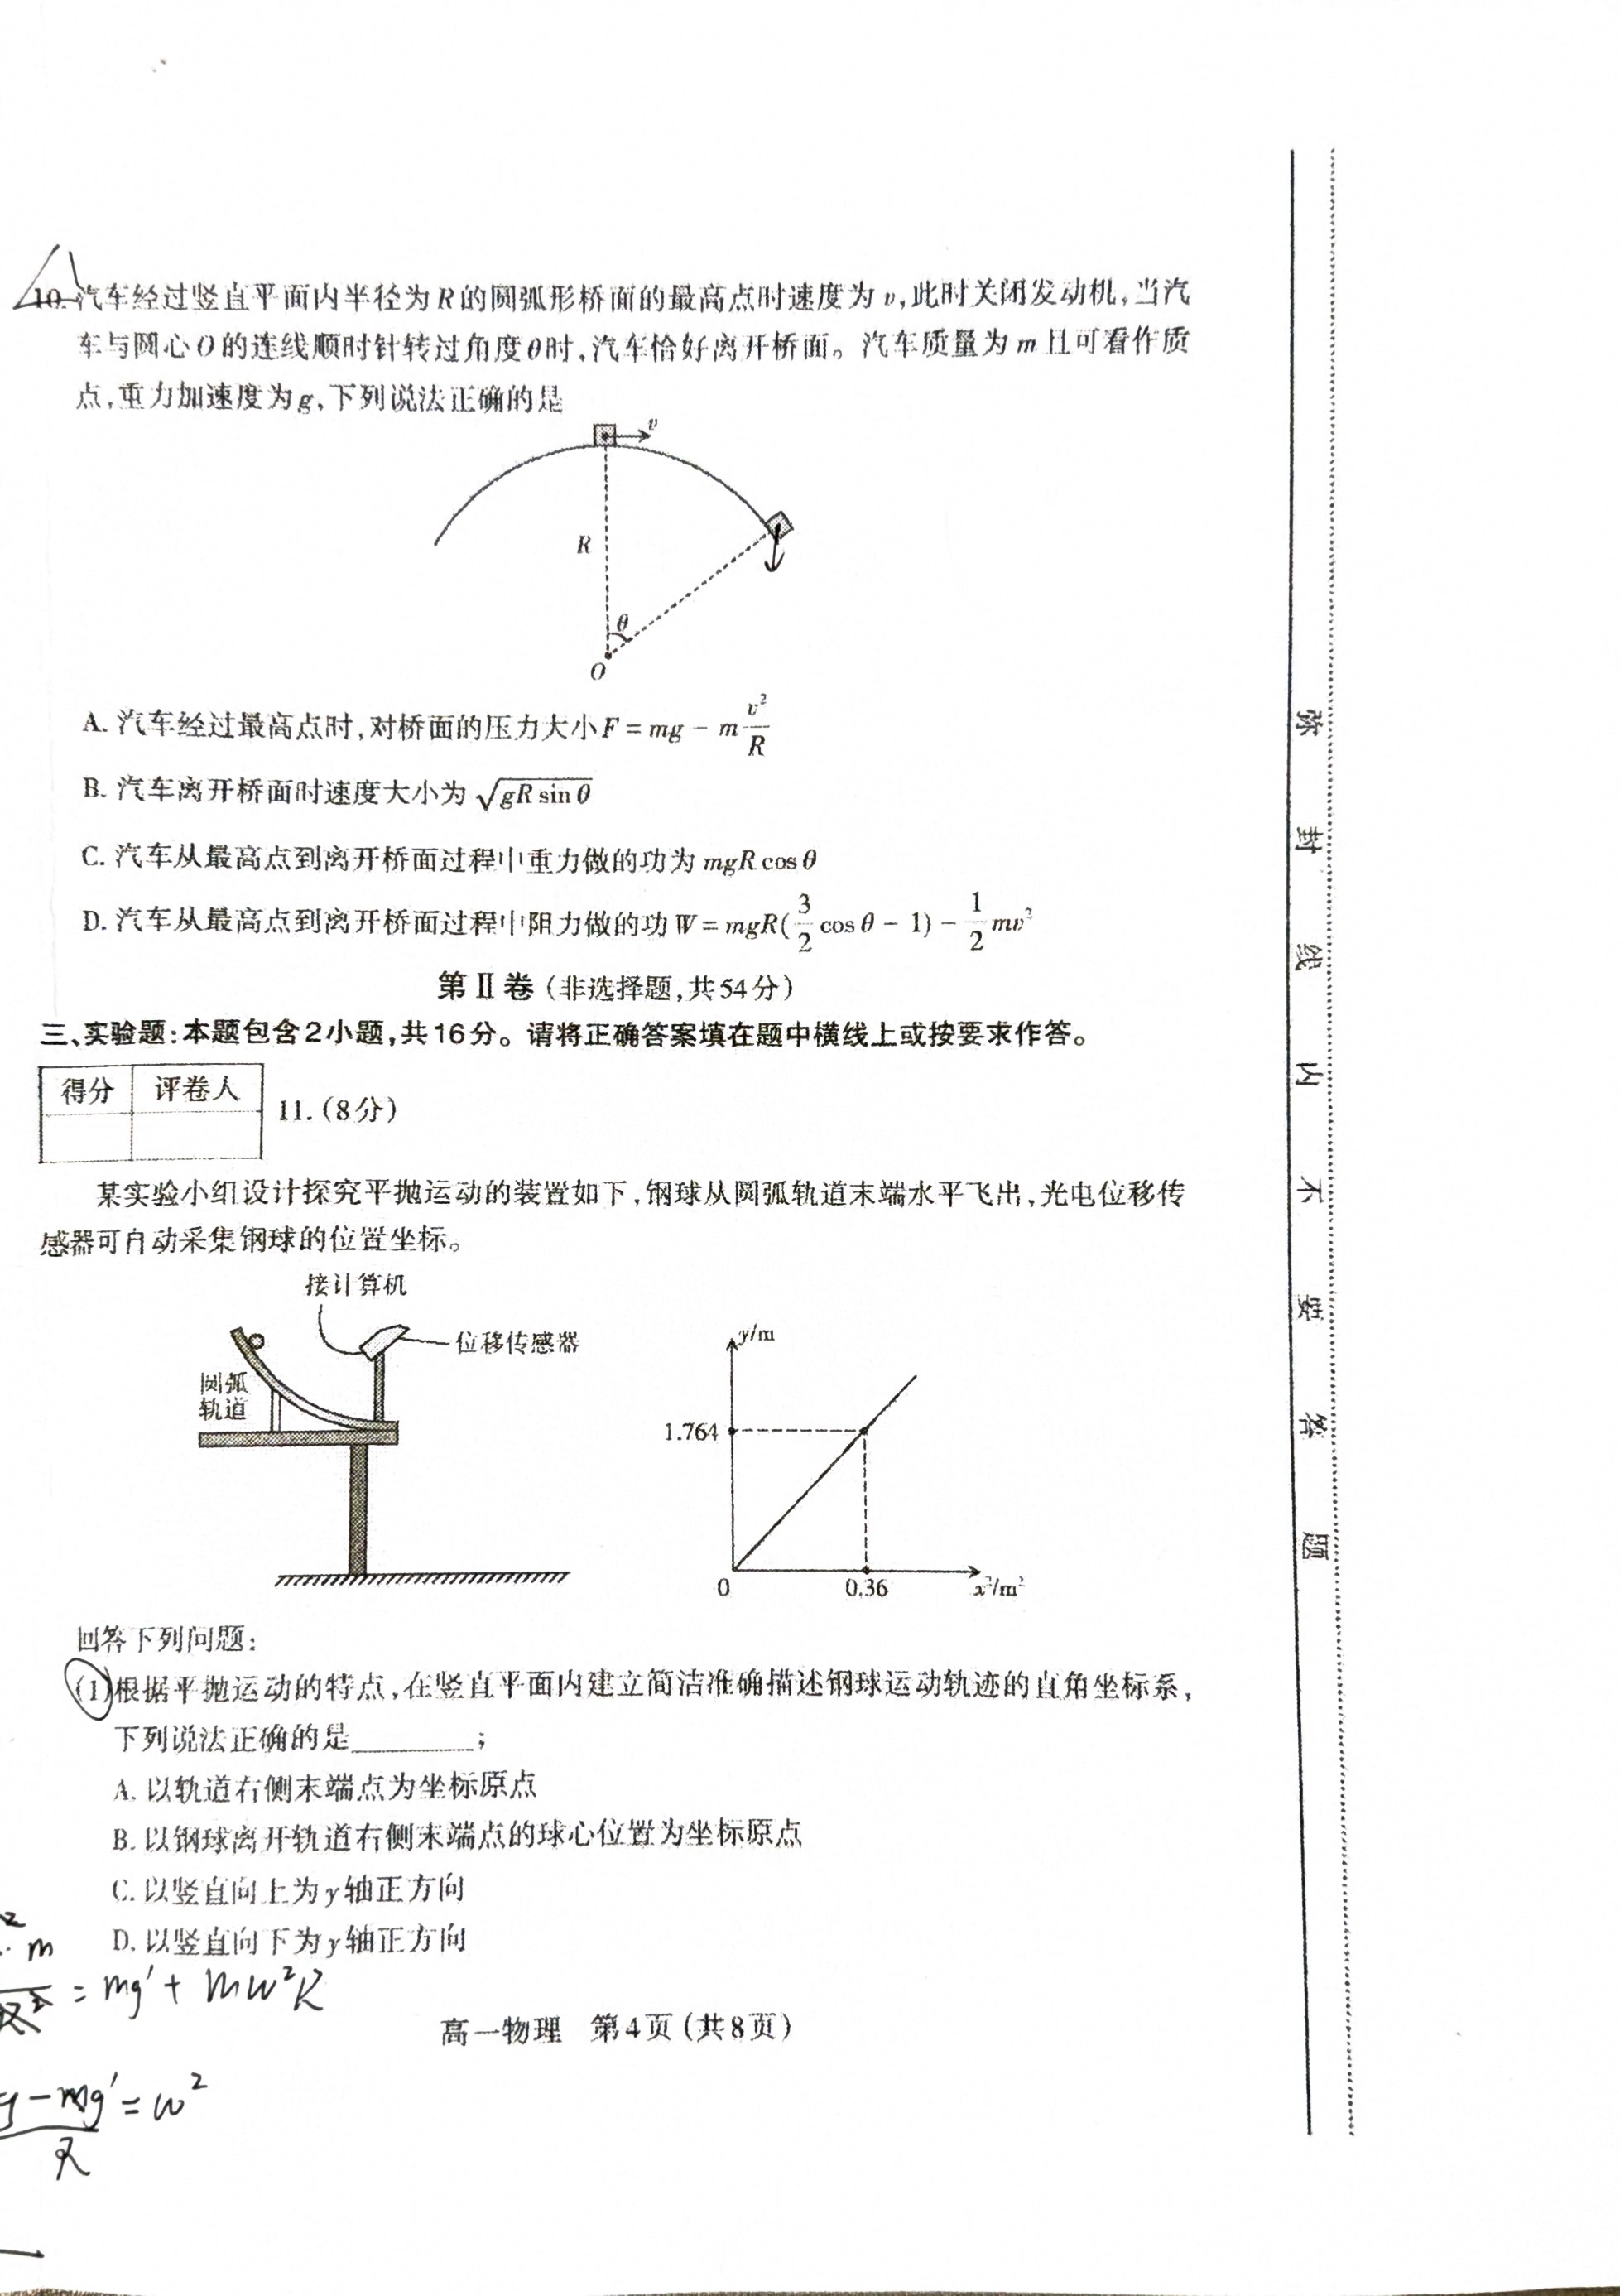 10. 汽车经过竖直平面内半径为R的圆弧形桥面的最高点时速度为v,此时关闭发动机,当汽
车与圆心O的连线顺时针转过角度θ时,汽车恰好离开桥面。汽车质量为m且可看作质
点,重力加速度为g,下列说法正确的是
v
R
θ
O
A. 汽车经过最高点时,对桥面的压力大小F = mg - m v²/R
B. 汽车离开桥面时速度大小为 √(gR sin θ)
C. 汽车从最高点到离开桥面过程中重力做的功为 mgR cos θ
D. 汽车从最高点到离开桥面过程中阻力做的功 W = mgR(3/2 cos θ - 1) - 1/2 mv²
第Ⅱ卷 (非选择题,共54分)
三、实验题:本题包含2小题,共16分。请将正确答案填在题中横线上或按要求作答。
得分 评卷人
11. (8分)
某实验小组设计探究平抛运动的装置如下,钢球从圆弧轨道末端水平飞出,光电位移传
感器可自动采集钢球的位置坐标。
接计算机
位移传感器
圆弧
轨道
y/m
1.764
0
0.36
x²/m²
回答下列问题:
(1)根据平抛运动的特点,在竖直平面内建立简洁准确描述钢球运动轨迹的直角坐标系,
下列说法正确的是________;
A. 以轨道右侧末端点为坐标原点
B. 以钢球离开轨道右侧末端点的球心位置为坐标原点
C. 以竖直向上为y轴正方向
D. 以竖直向下为y轴正方向
m
= mg′ + mω²R
高一物理 第4页(共8页)
- mg′ = ω²
R
弥封线内不要答题